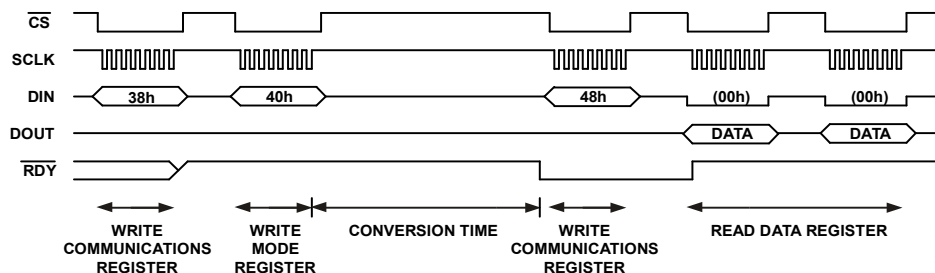 CS
SCLK
DIN 38h 40h 48h (00h) (00h)
DOUT DATA DATA
RDY
WRITE COMMUNICATIONS REGISTER
WRITE MODE REGISTER
CONVERSION TIME
WRITE COMMUNICATIONS REGISTER
READ DATA REGISTER